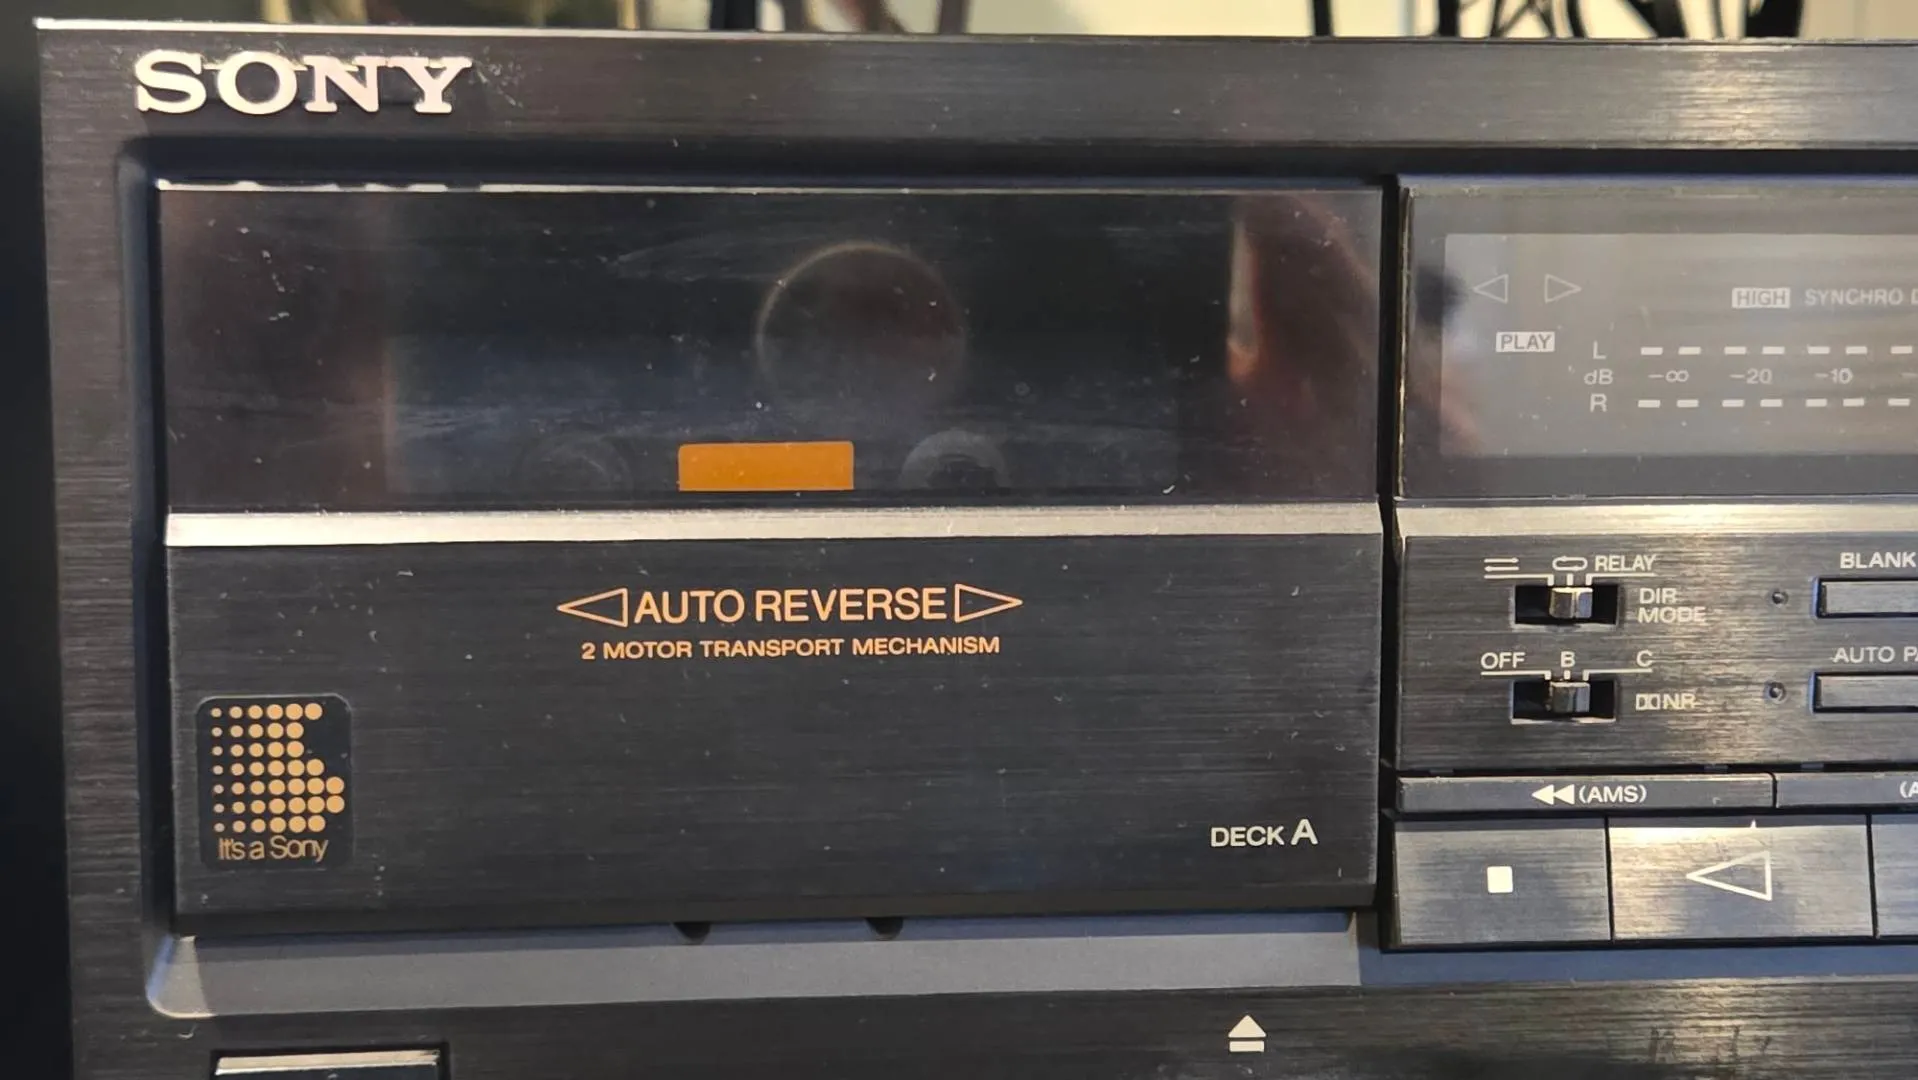 SONY
HIGH SYNCHRO
PLAY
L
dB -∞ -20 -10
R
◁AUTO REVERSE▷
2 MOTOR TRANSPORT MECHANISM
It's a Sony
DECK A
RELAY
DIR
MODE
BLANK
OFF B C
NR
AUTO
(AMS)